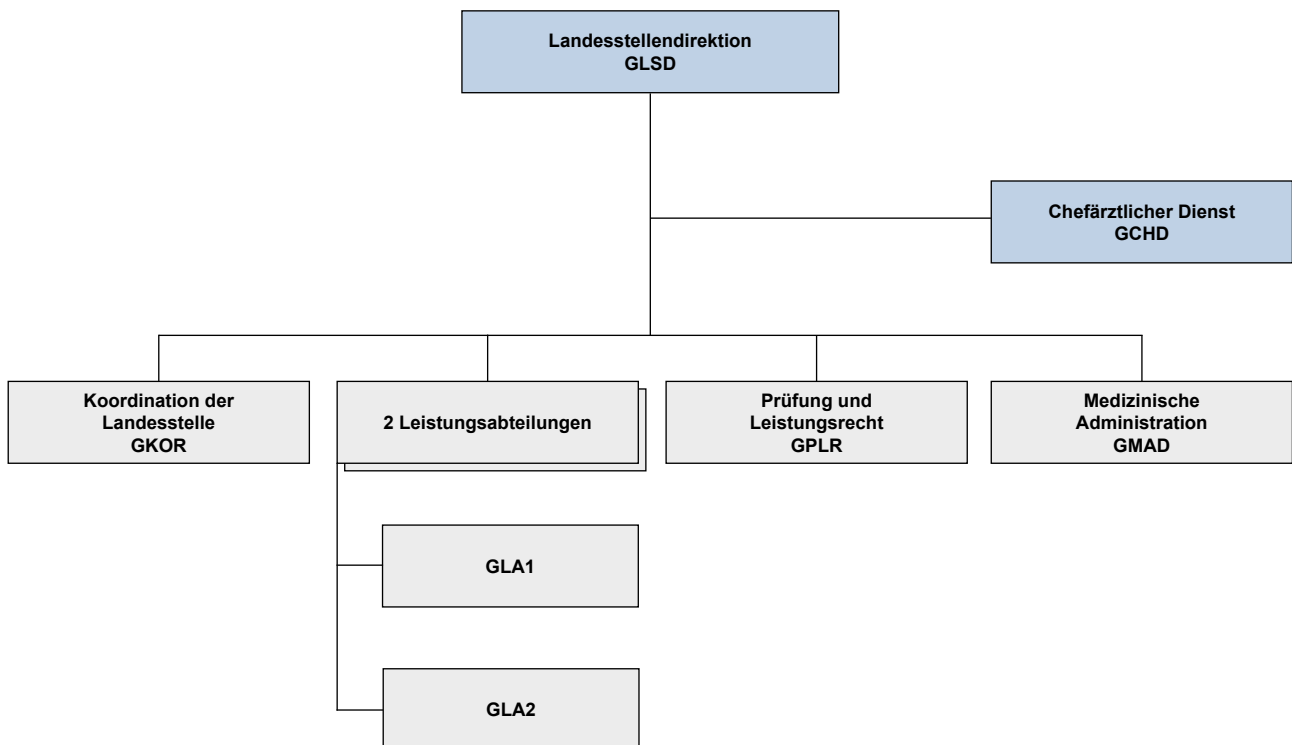 Landesstellendirektion
GLSD
Chefärztlicher Dienst
GCHD
Koordination der
Landesstelle
GKOR
2 Leistungsabteilungen
Prüfung und
Leistungsrecht
GPLR
Medizinische
Administration
GMAD
GLA1
GLA2